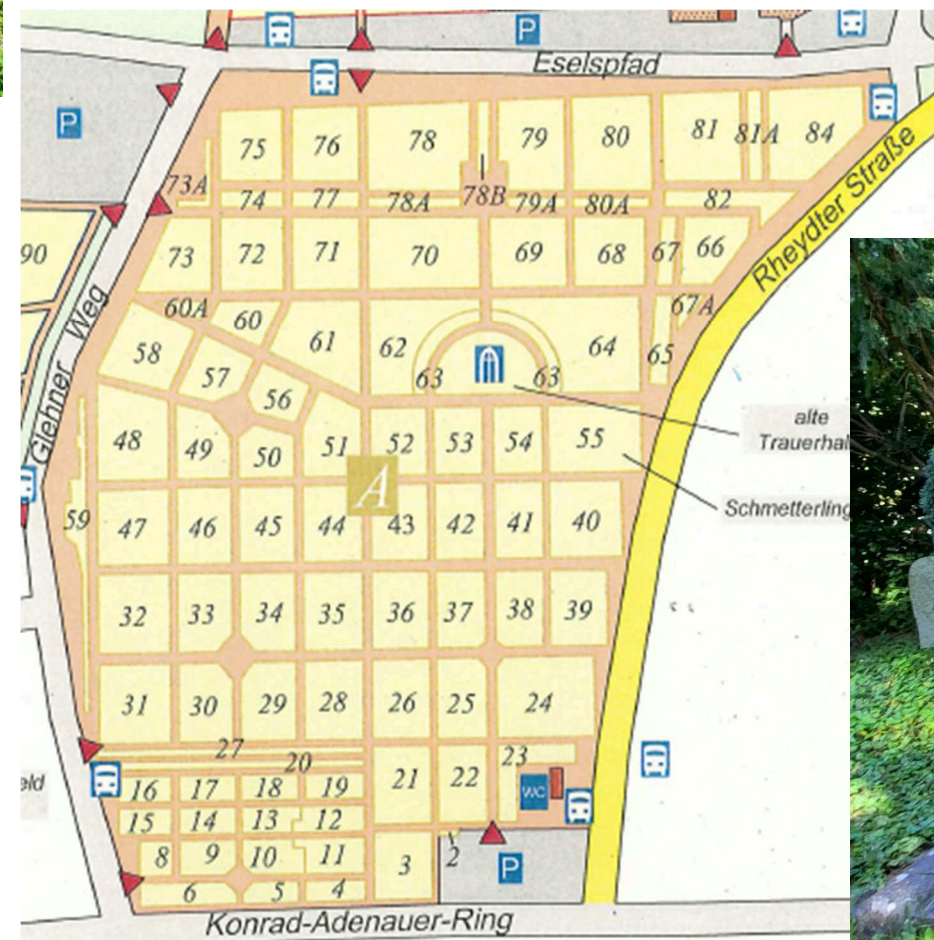 P
Eselspfad
P
75 76 78 79 80 81 81A 84
73A 74 77 78A 78B 79A 80A 82
90 73 72 71 70 69 68 67 66
60A 60 67A
58 57 61 62 63 63 64 65
56
48 49 50 51 52 53 54 55
A
59 47 46 45 44 43 42 41 40
32 33 34 35 36 37 38 39
31 30 29 28 26 25 24
27 20 23
16 17 18 19 21 22 WC
15 14 13 12
8 9 10 11 3 2 P
6 5 4
Glehner Weg
Rheydter Straße
alte
Schmetterling
Konrad-Adenauer-Ring